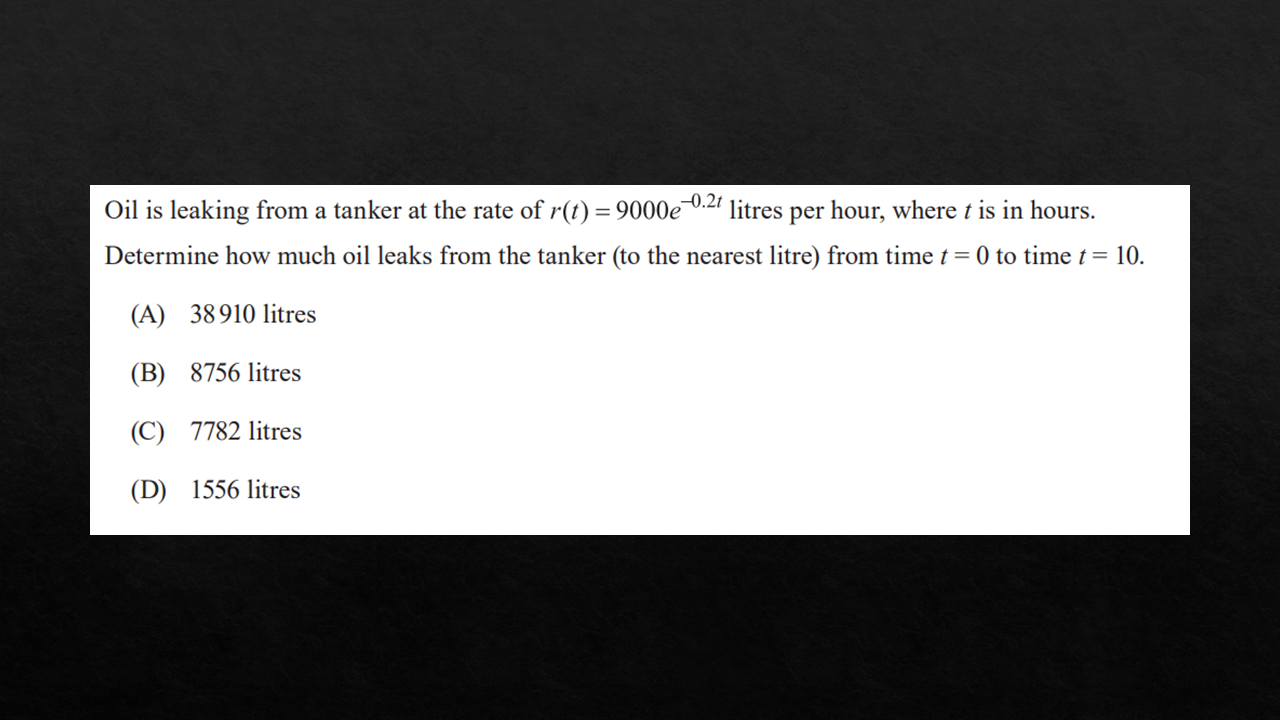 Oil is leaking from a tanker at the rate of r(t) = 9000e^{–0.2t} litres per hour, where t is in hours.
Determine how much oil leaks from the tanker (to the nearest litre) from time t = 0 to time t = 10.
(A) 38 910 litres
(B) 8756 litres
(C) 7782 litres
(D) 1556 litres